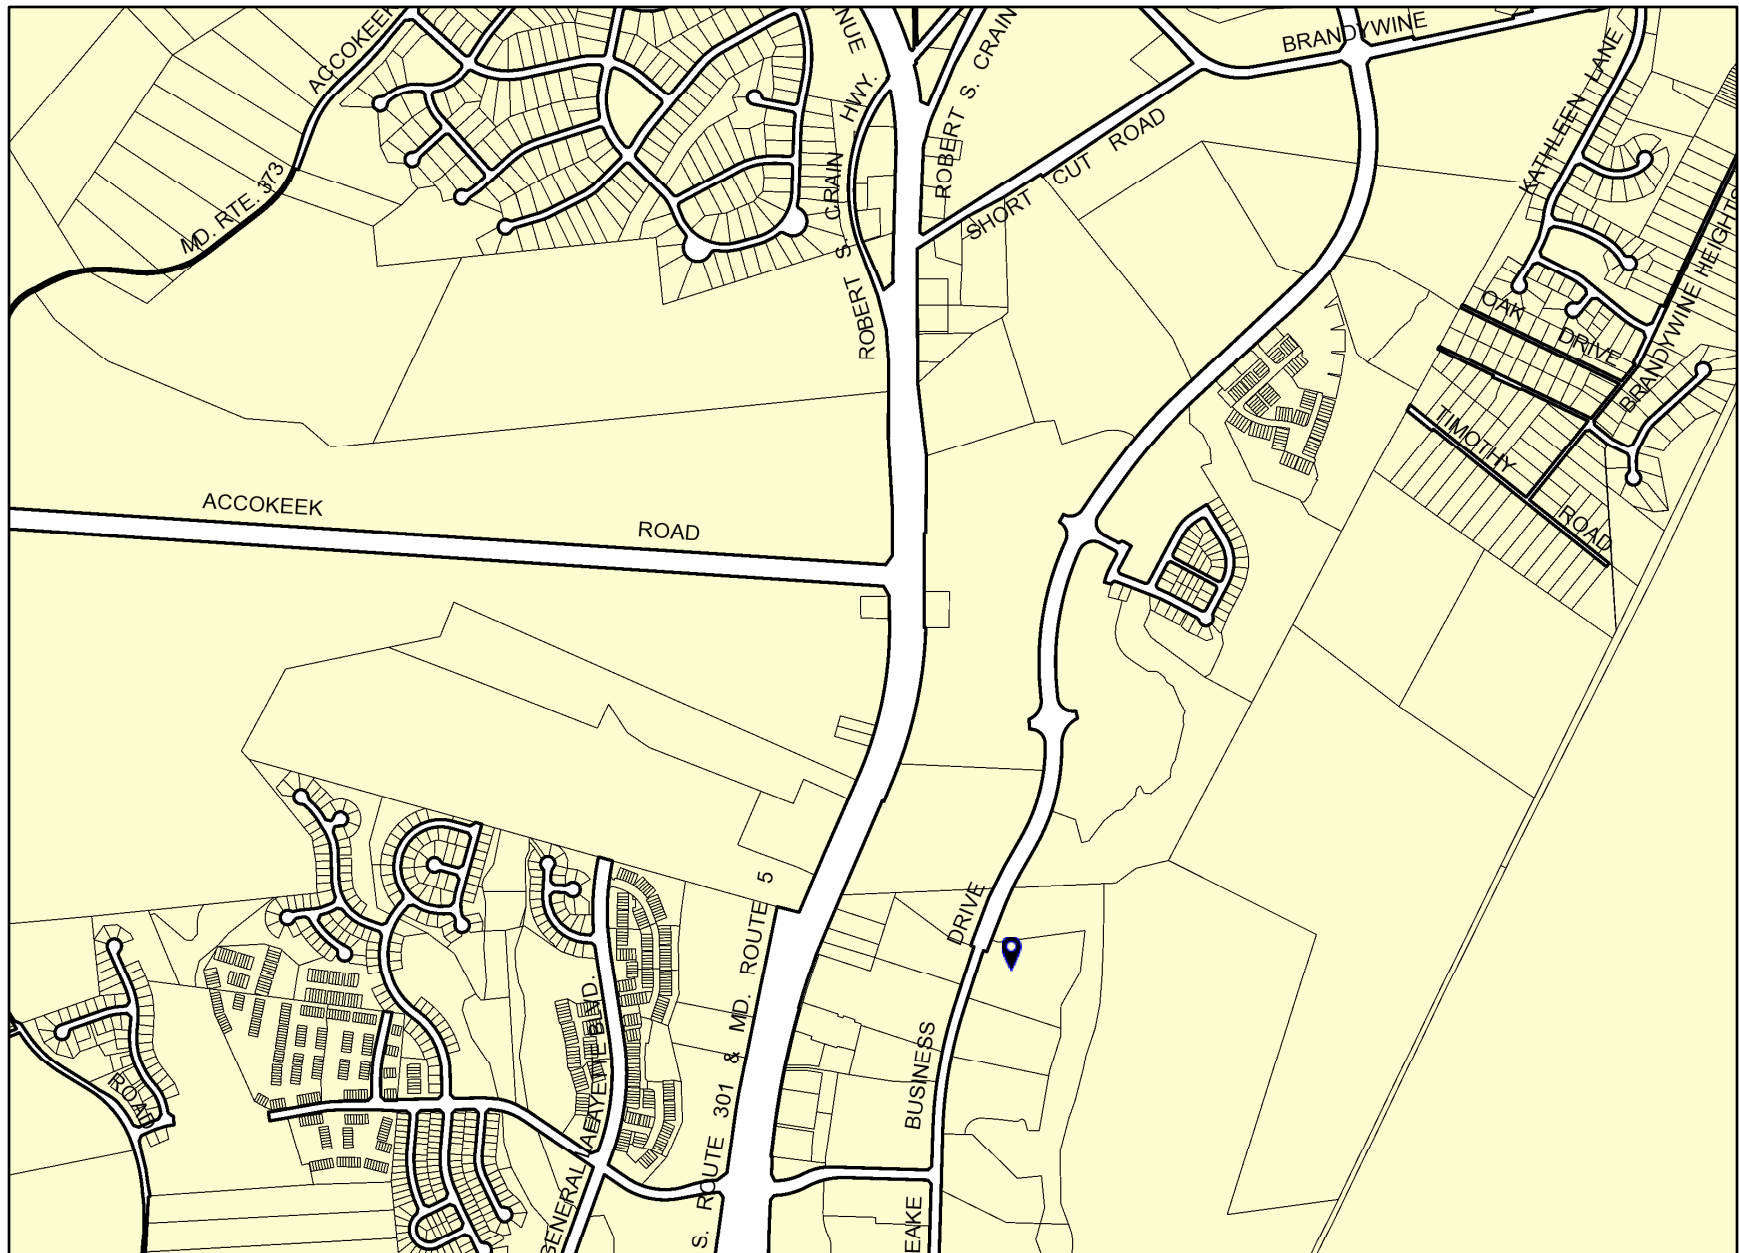 ACCOKEEK
MD. RTE. 373
NUE
HWY.
CRAIN
S.
ROBERT
ROBERT S. CRAIN
SHORT CUT ROAD
BRANDYWINE
KATHLEEN LANE
BRANDYWINE HEIGHTS
OAK DRIVE
TIMOTHY ROAD
ACCOKEEK ROAD
S. ROUTE 301 & MD. ROUTE 5
DRIVE
BUSINESS
EAKE
GENERAL LAFAYETTE BLVD.
ROAD